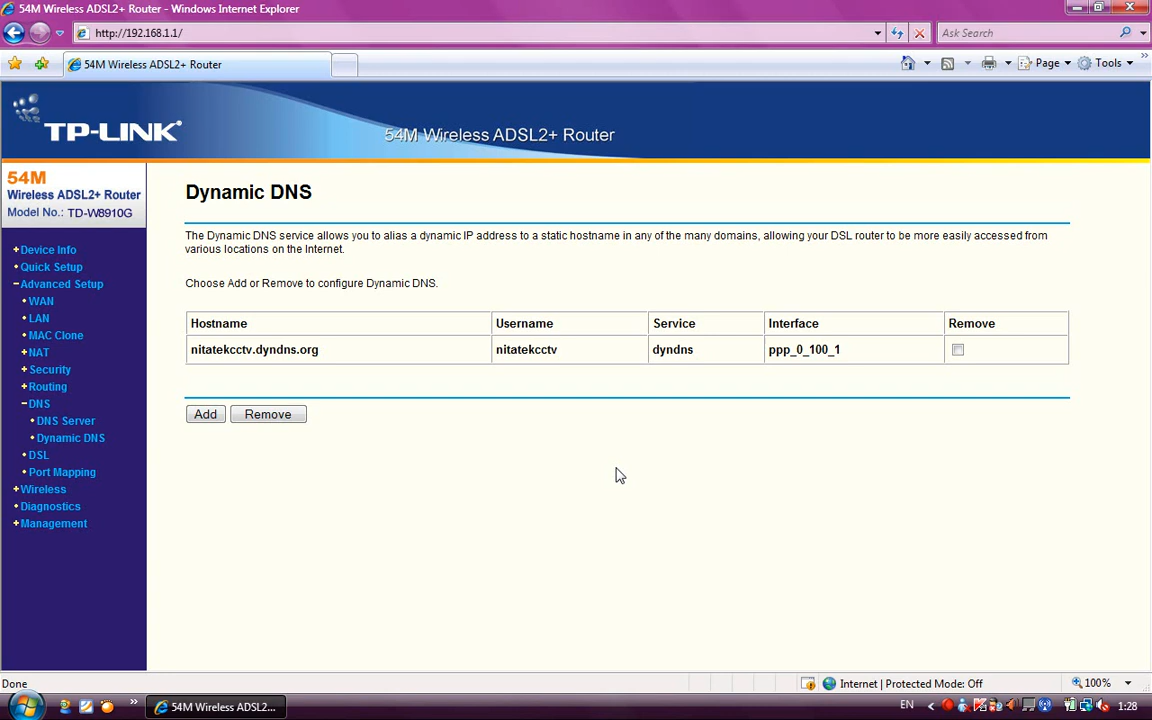 54M Wireless ADSL2+ Router - Windows Internet Explorer
http://192.168.1.1/
Ask Search
54M Wireless ADSL2+ Router
Page
Tools
TP-LINK
54M Wireless ADSL2+ Router
54M
Wireless ADSL2+ Router
Model No.: TD-W8910G
Device Info
Quick Setup
Advanced Setup
WAN
LAN
MAC Clone
NAT
Security
Routing
DNS
DNS Server
Dynamic DNS
DSL
Port Mapping
Wireless
Diagnostics
Management
Dynamic DNS
The Dynamic DNS service allows you to alias a dynamic IP address to a static hostname in any of the many domains, allowing your DSL router to be more easily accessed from
various locations on the Internet.
Choose Add or Remove to configure Dynamic DNS.
Hostname Username Service Interface Remove
nitatekcctv.dyndns.org nitatekcctv dyndns ppp_0_100_1
Add Remove
Done
Internet | Protected Mode: Off
100%
54M Wireless ADSL2...
EN
1:28